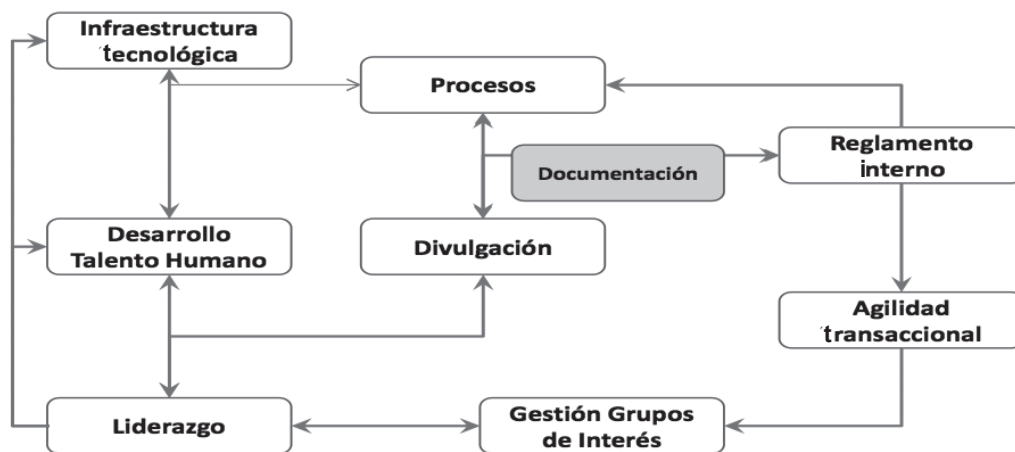 Infraestructura
tecnológica
Procesos
Reglamento
interno
Documentación
Desarrollo
Talento Humano
Divulgación
Agilidad
transaccional
Liderazgo
Gestión Grupos
de Interés